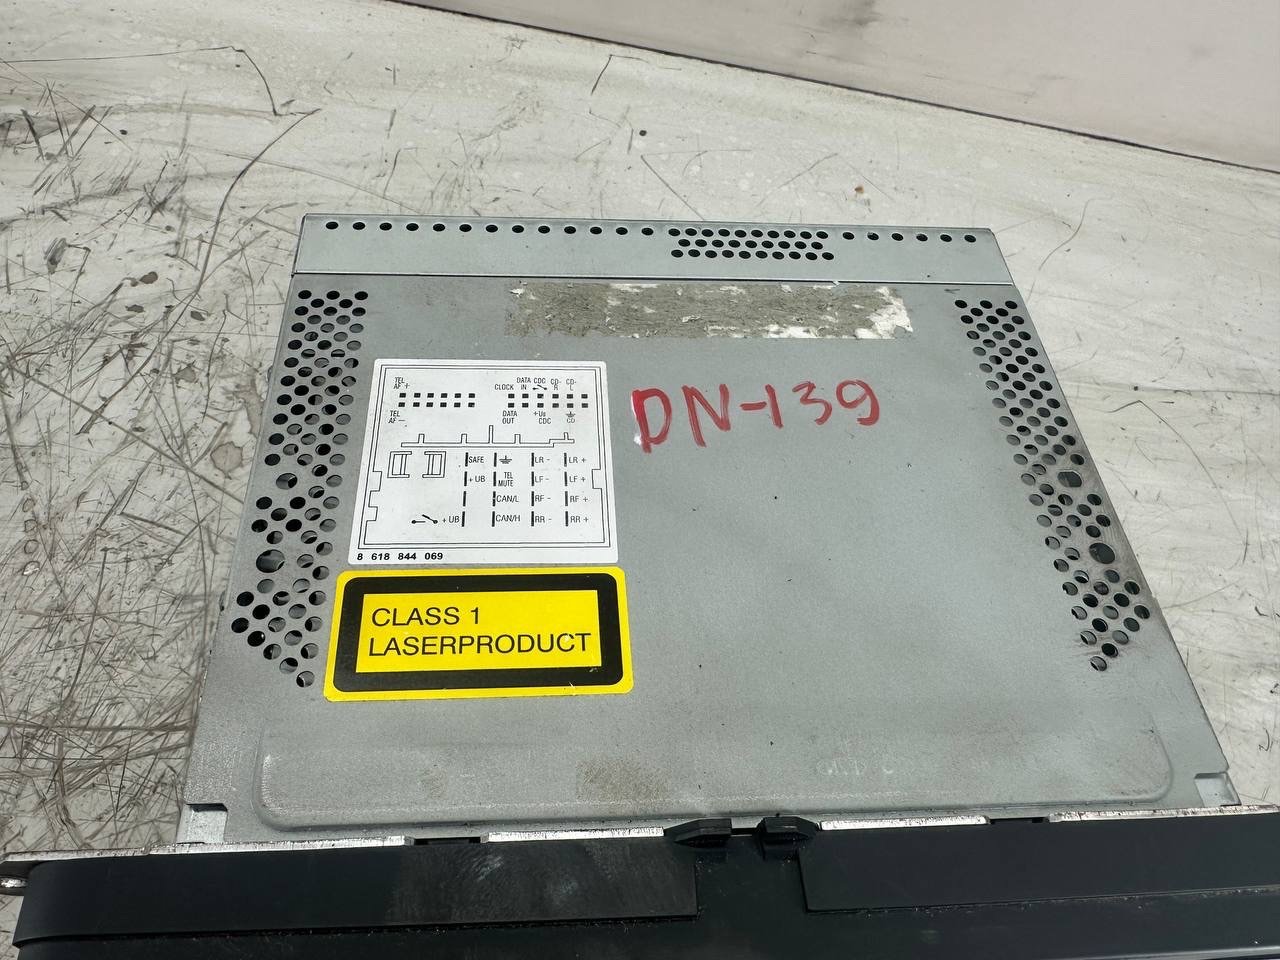 TEL
AF +
CLOCK
DATA
IN
CDC
CD-
R
CD-
L
TEL
AF —
DATA
OUT
+Us
CDC
CD
SAFE
LR -
LR +
+ UB
TEL
MUTE
LF -
LF +
CAN/L
RF -
RF +
+ UB
CAN/H
RR -
RR +
8 618 844 069
DN-139
CLASS 1
LASERPRODUCT